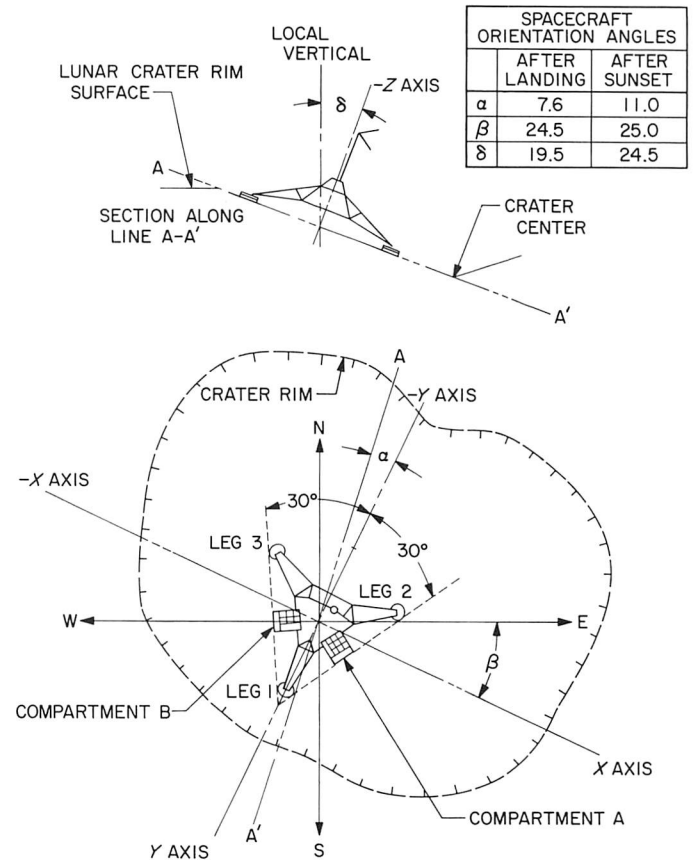 SPACECRAFT
ORIENTATION ANGLES
AFTER LANDING AFTER SUNSET
α 7.6 11.0
β 24.5 25.0
δ 19.5 24.5
LOCAL
VERTICAL
LUNAR CRATER RIM
SURFACE
δ
-Z AXIS
A
SECTION ALONG
LINE A-A'
CRATER
CENTER
A'
A
CRATER RIM
-Y AXIS
N
α
-X AXIS
30°
LEG 3
30°
LEG 2
W
E
β
LEG 1
COMPARTMENT B
X AXIS
COMPARTMENT A
A'
Y AXIS
S